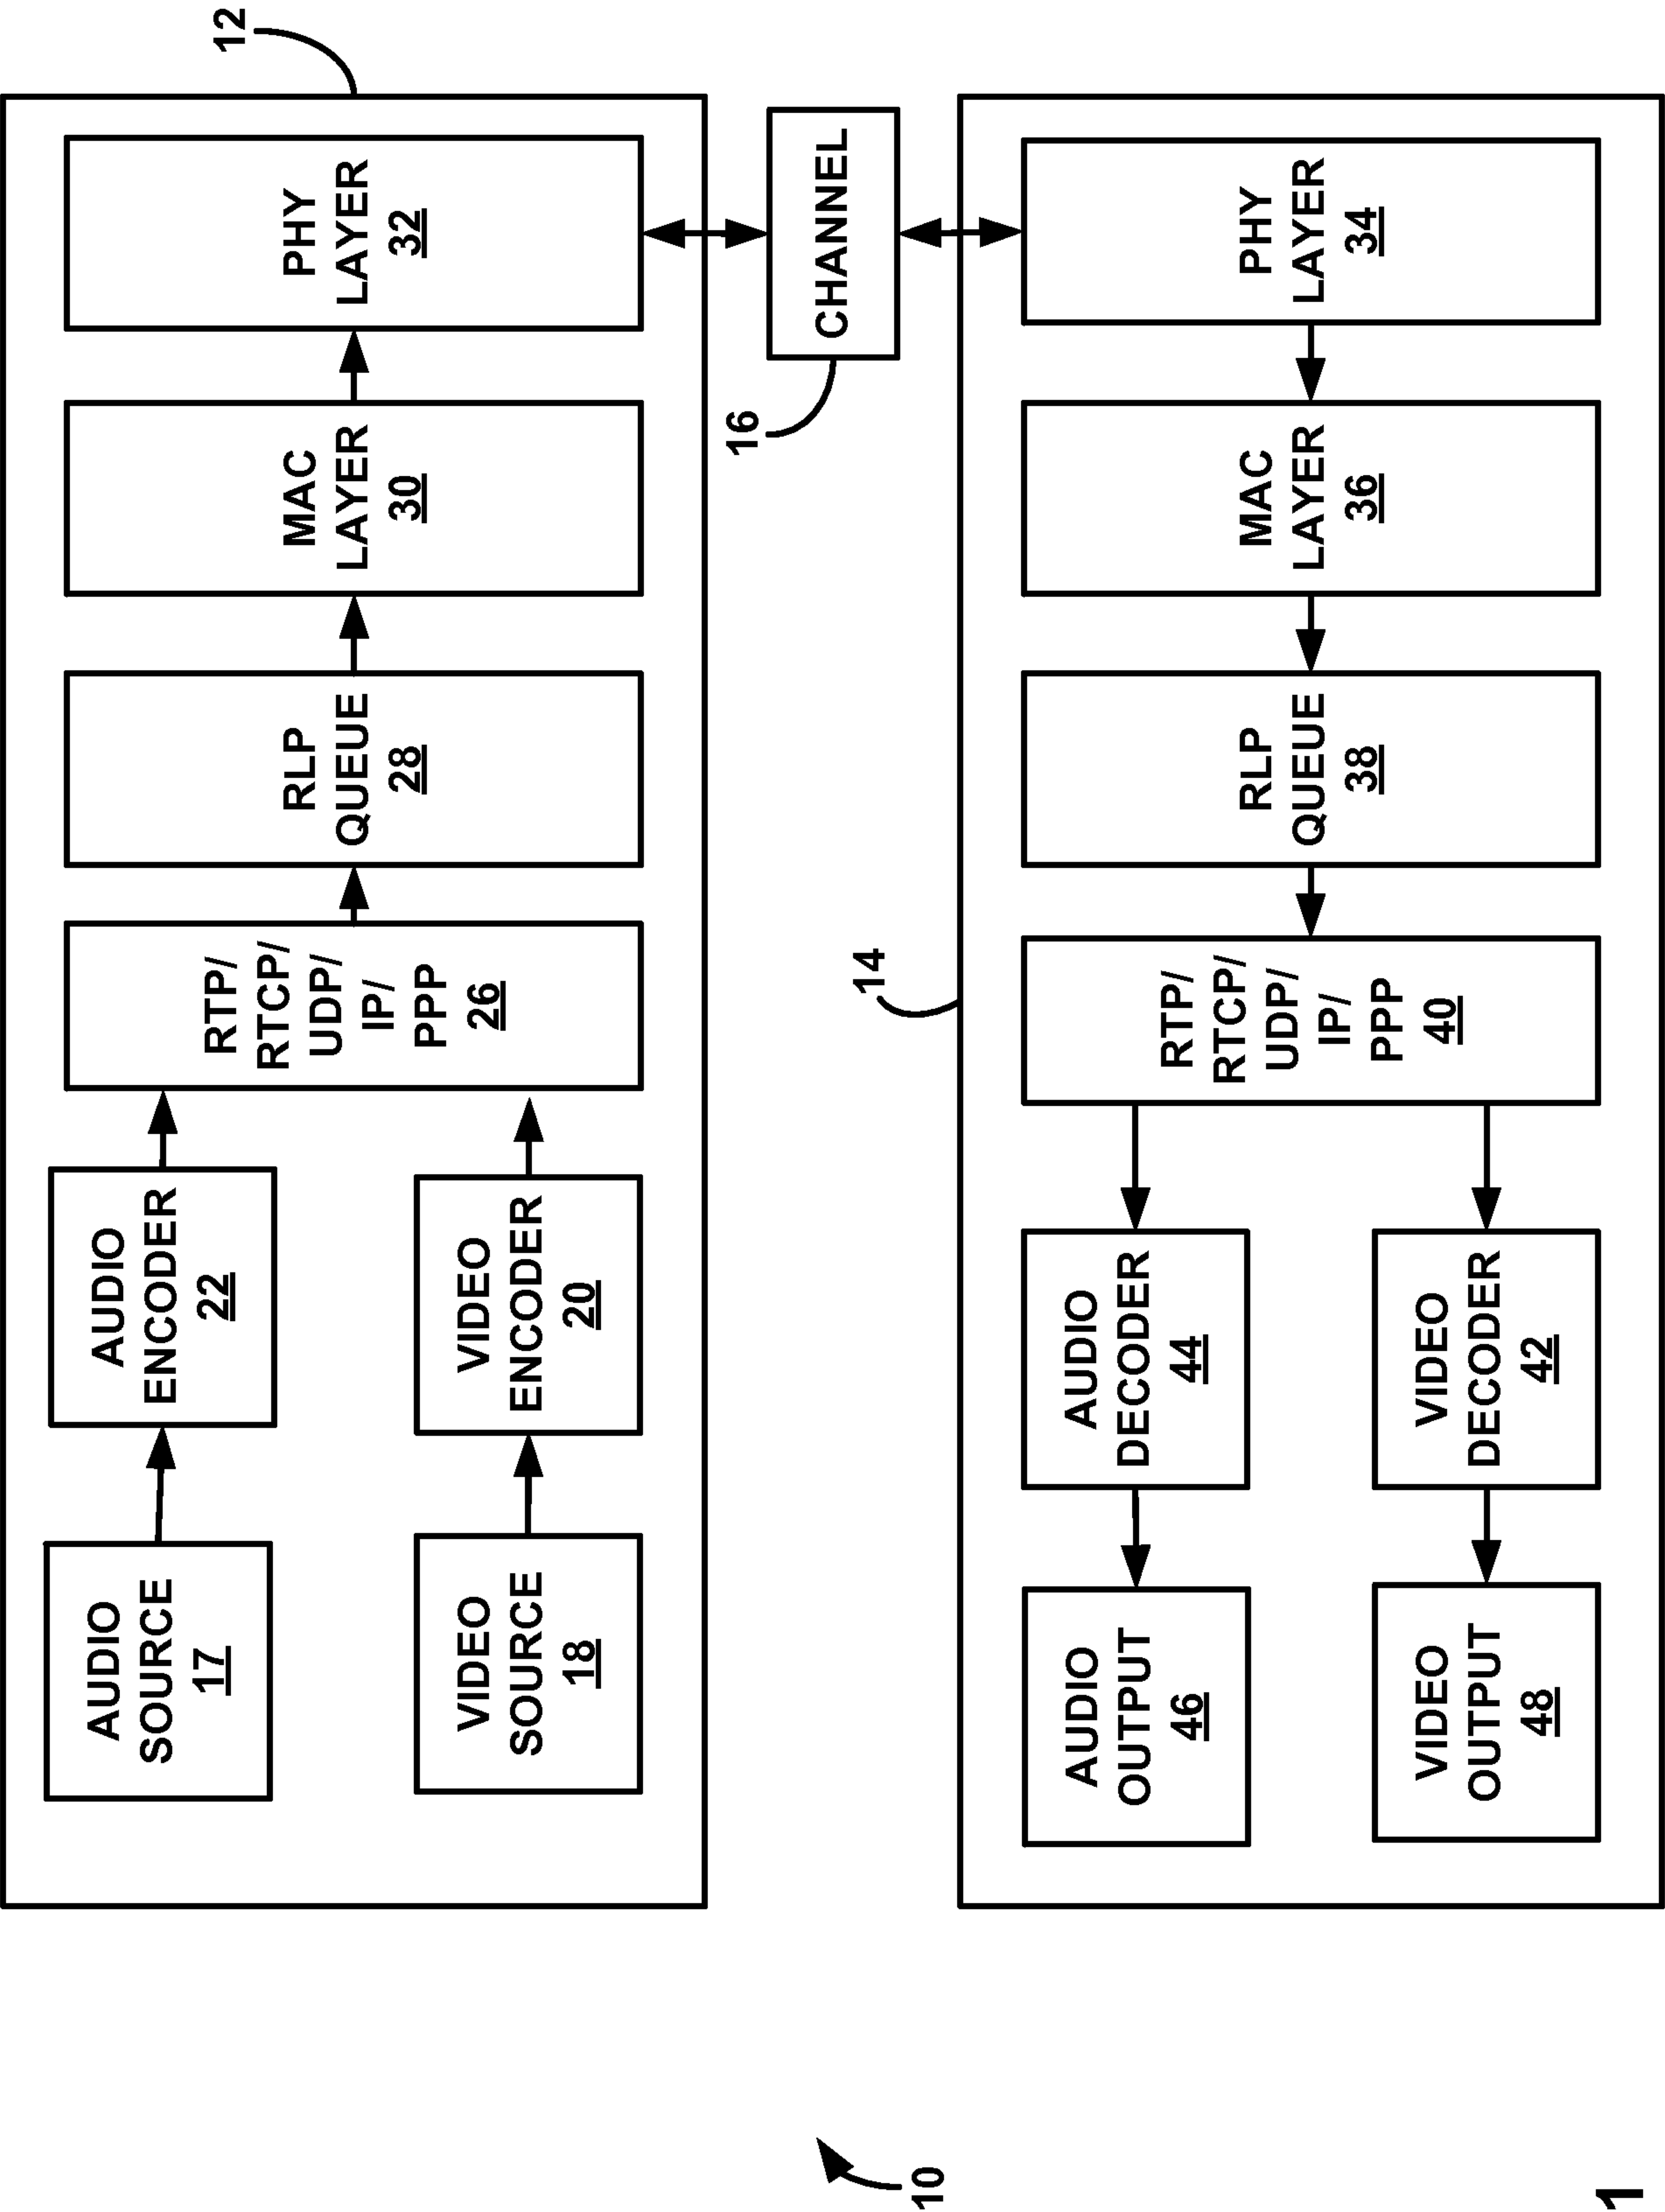 12
AUDIO
SOURCE
17
AUDIO
ENCODER
22
VIDEO
SOURCE
18
VIDEO
ENCODER
20
RTP/
RTCP/
UDP/
IP/
PPP
26
RLP
QUEUE
28
MAC
LAYER
30
PHY
LAYER
32
16
CHANNEL
14
AUDIO
OUTPUT
46
AUDIO
DECODER
44
VIDEO
OUTPUT
48
VIDEO
DECODER
42
RTP/
RTCP/
UDP/
IP/
PPP
40
RLP
QUEUE
38
MAC
LAYER
36
PHY
LAYER
34
10
1